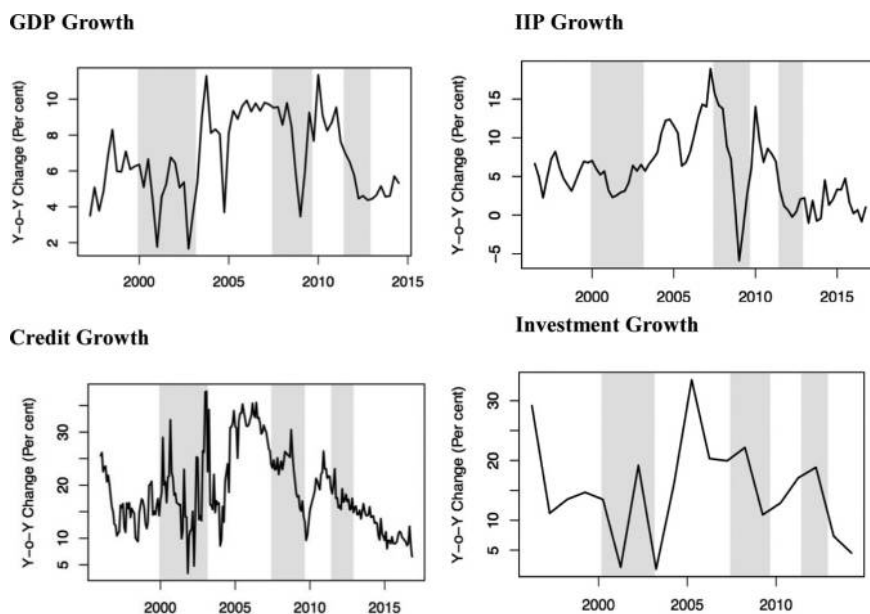 GDP Growth
Y-o-Y Change (Per cent)
10
8
6
4
2
2000 2005 2010 2015
IIP Growth
Y-o-Y Change (Per cent)
15
10
5
0
-5
2000 2005 2010 2015
Credit Growth
Y-o-Y Change (Per cent)
30
20
10
5
2000 2005 2010 2015
Investment Growth
Y-o-Y Change (Per cent)
30
20
10
5
2000 2005 2010